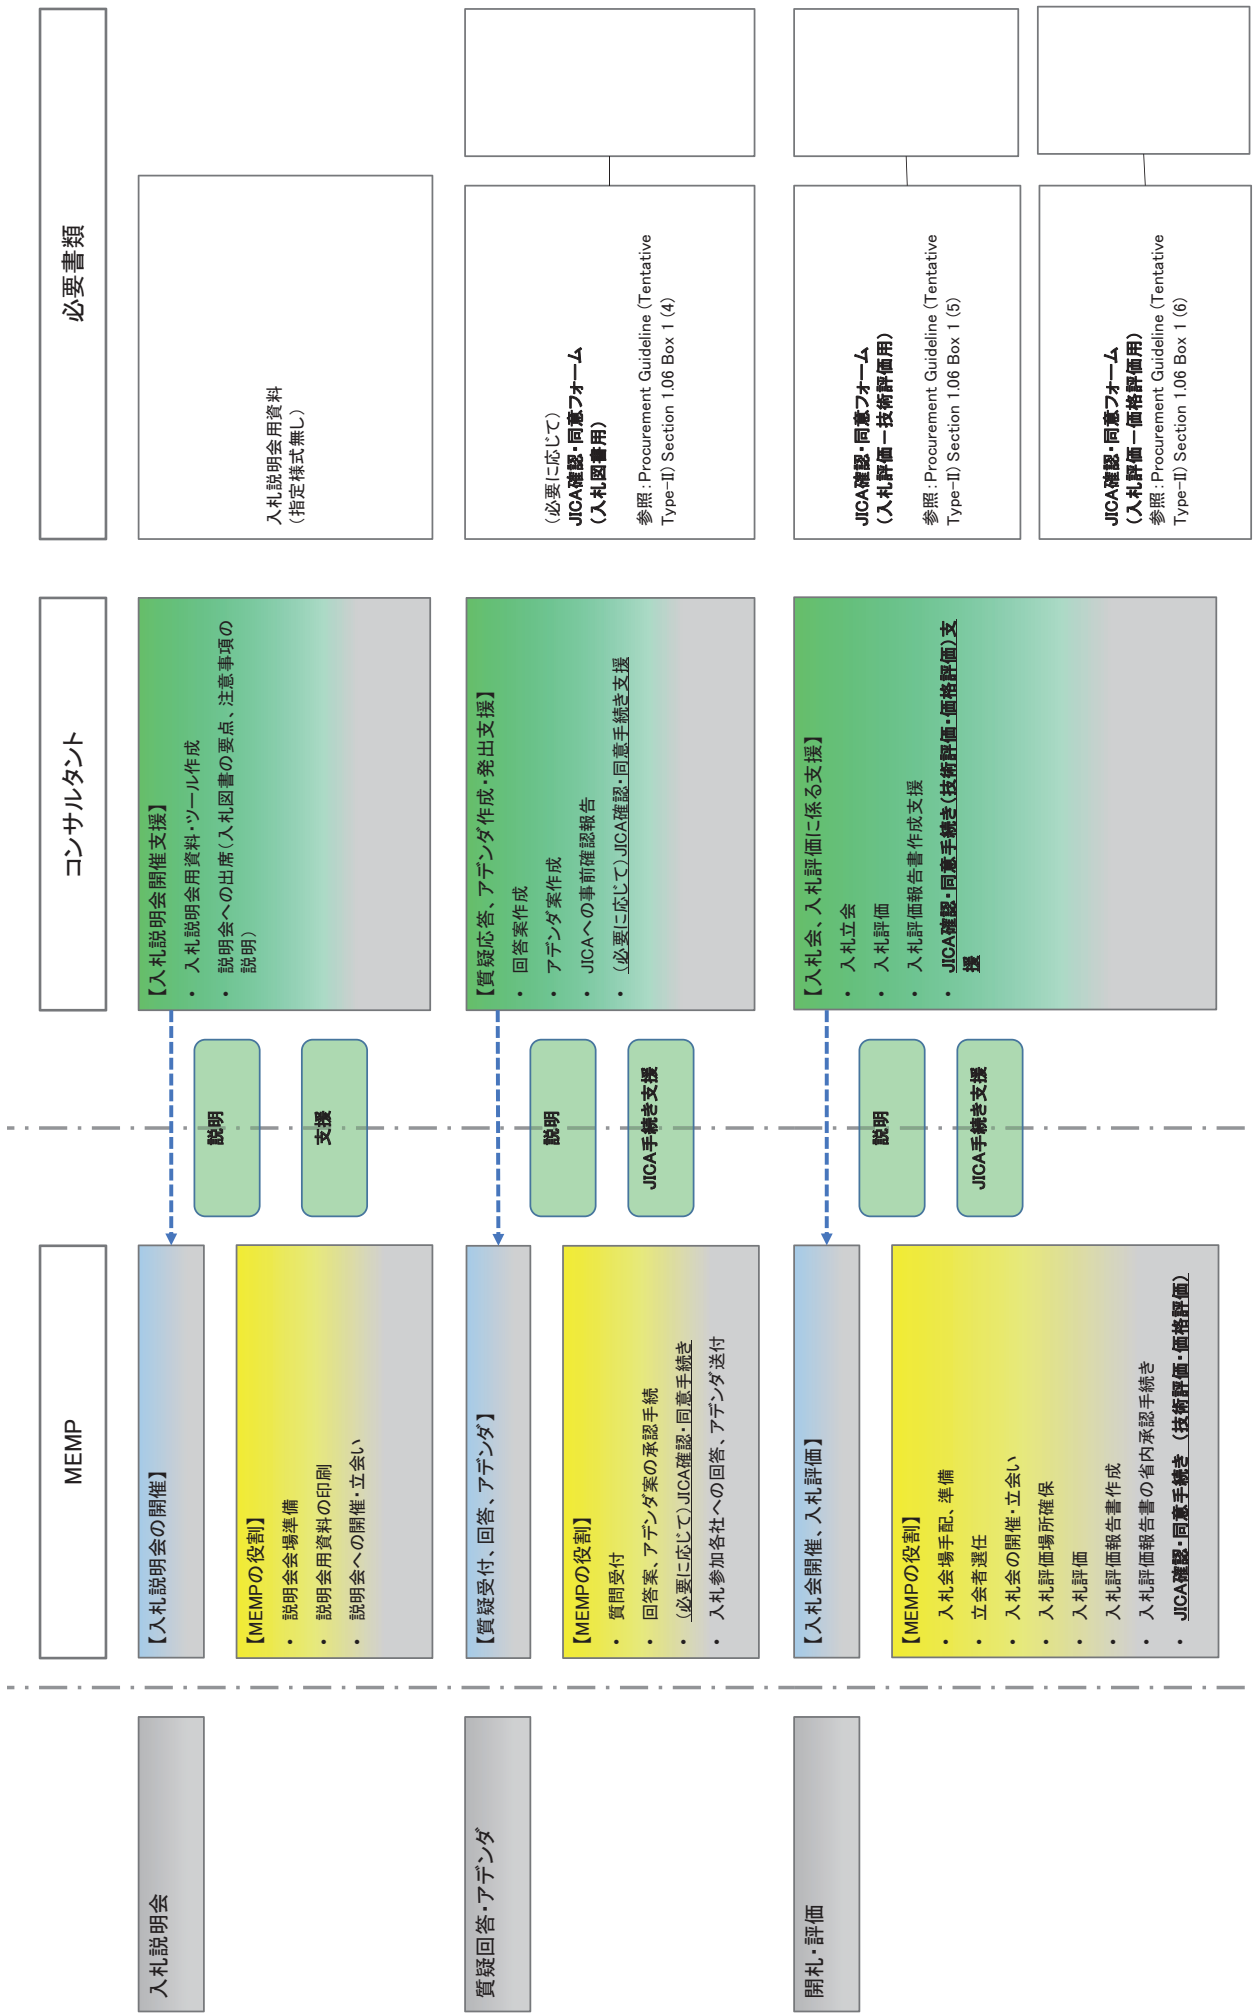 MEMP
コンサルタント
必要書類
入札説明会
【入札説明会の開催】
【MEMPの役割】
• 説明会会場準備
• 説明会用資料の印刷
• 説明会への開催・立会い
説明
支援
【入札説明会開催支援】
• 入札説明会用資料・ツール作成
• 説明会への出席（入札図書の要点、注意事項の
説明）
入札説明会用資料
（指定様式無し）
質疑回答・アデンダ
【質疑受付、回答、アデンダ】
【MEMPの役割】
• 質問受付
• 回答案、アデンダ案の承認手続
• （必要に応じて）JICA確認・同意手続き
• 入札参加各社への回答、アデンダ送付
説明
JICA手続き支援
【質疑応答、アデンダ作成・発出支援】
• 回答案作成
• アデンダ案作成
• JICAへの事前確認報告
• （必要に応じて）JICA確認・同意手続き支援
（必要に応じて）
JICA確認・同意フォーム
（入札図書用）
参照：Procurement Guideline (Tentative
Type-II) Section 1.06 Box 1 (4)
開札・評価
【入札会開催、入札評価】
【MEMPの役割】
• 入札会場手配、準備
• 立会者選任
• 入札会の開催・立会い
• 入札評価場所確保
• 入札評価
• 入札評価報告書作成
• 入札評価報告書の省内承認手続き
• JICA確認・同意手続き （技術評価・価格評価）
説明
JICA手続き支援
【入札会、入札評価に係る支援】
• 入札立会
• 入札評価
• 入札評価報告書作成支援
• JICA確認・同意手続き（技術評価・価格評価）支
援
JICA確認・同意フォーム
（入札評価－技術評価用）
参照：Procurement Guideline (Tentative
Type-II) Section 1.06 Box 1 (5)
JICA確認・同意フォーム
（入札評価－価格評価用）
参照：Procurement Guideline (Tentative
Type-II) Section 1.06 Box 1 (6)